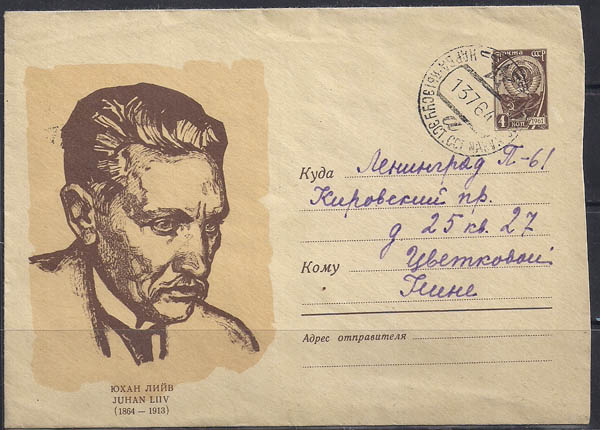 почта СССР
4
коп
1961
13764
Куда Ленинград П-61
Кировский пр.
д 25 кв. 27
Кому Цветковой
Нине
Адрес отправителя
ЮХАН ЛИЙВ
JUHAN LIIV
(1864 — 1913)